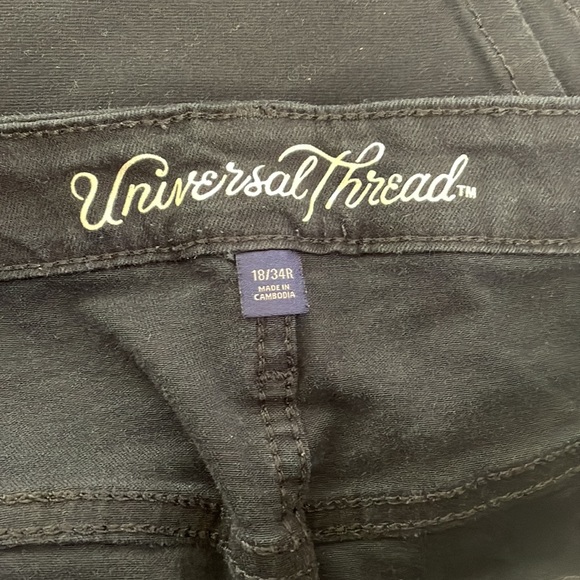 Universal Thread™
18/34R
MADE IN
CAMBODIA